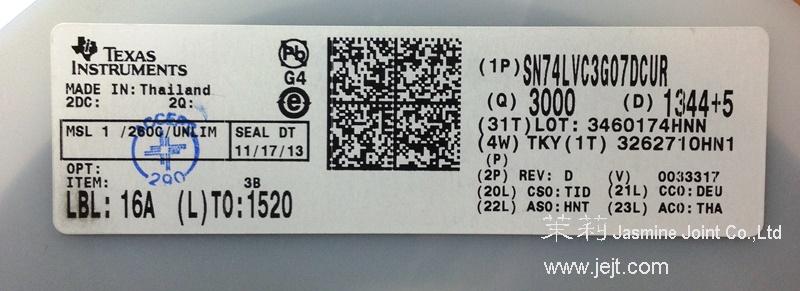 TEXAS
INSTRUMENTS
MADE IN: Thailand
2DC: 2Q:
MSL 1 /260C/UNLIM
SEAL DT
11/17/13
OPT:
ITEM: 3B
LBL: 16A (L)TO:1520
Pb
G4
e
ACCEPT
290
(1P) SN74LVC3G07DCUR
(Q) 3000 (D) 1344+5
(31T) LOT: 3460174HNN
(4W) TKY(1T) 3262710HN1
(P)
(2P) REV: D (V) 0033317
(20L) CSO: TID (21L) CCO: DEU
(22L) ASO: HNT (23L) ACO: THA
茉莉 Jasmine Joint Co.,Ltd
www.jejt.com